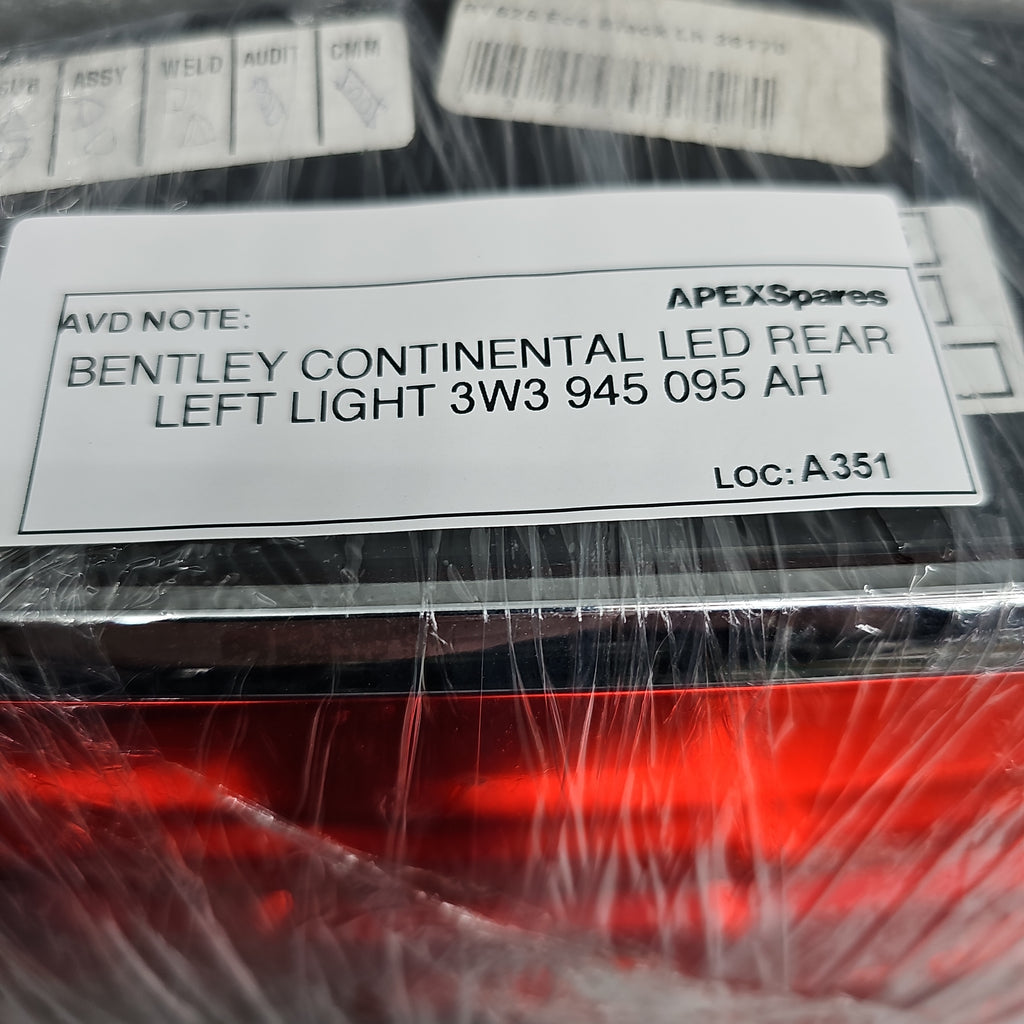 SUB ASSY WELD AUDIT CMM
APEXSpares
AVD NOTE:
BENTLEY CONTINENTAL LED REAR
LEFT LIGHT 3W3 945 095 AH
LOC: A351